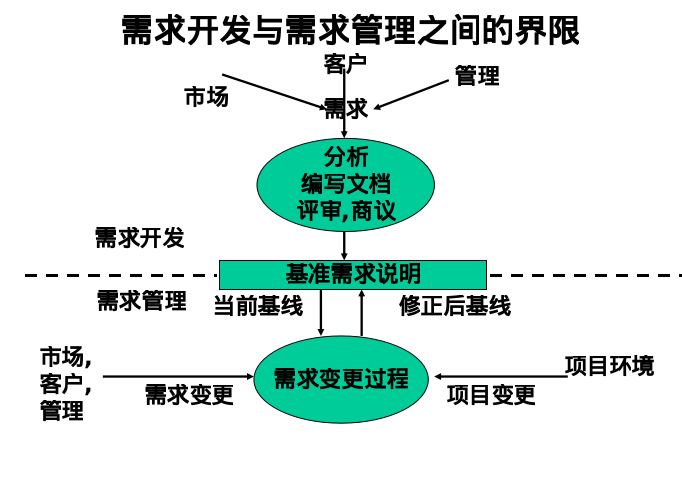 需求开发与需求管理之间的界限
客户
市场
管理
需求
分析
编写文档
评审,商议
需求开发
基准需求说明
需求管理
当前基线
修正后基线
市场,
客户,
管理
需求变更
需求变更过程
项目环境
项目变更